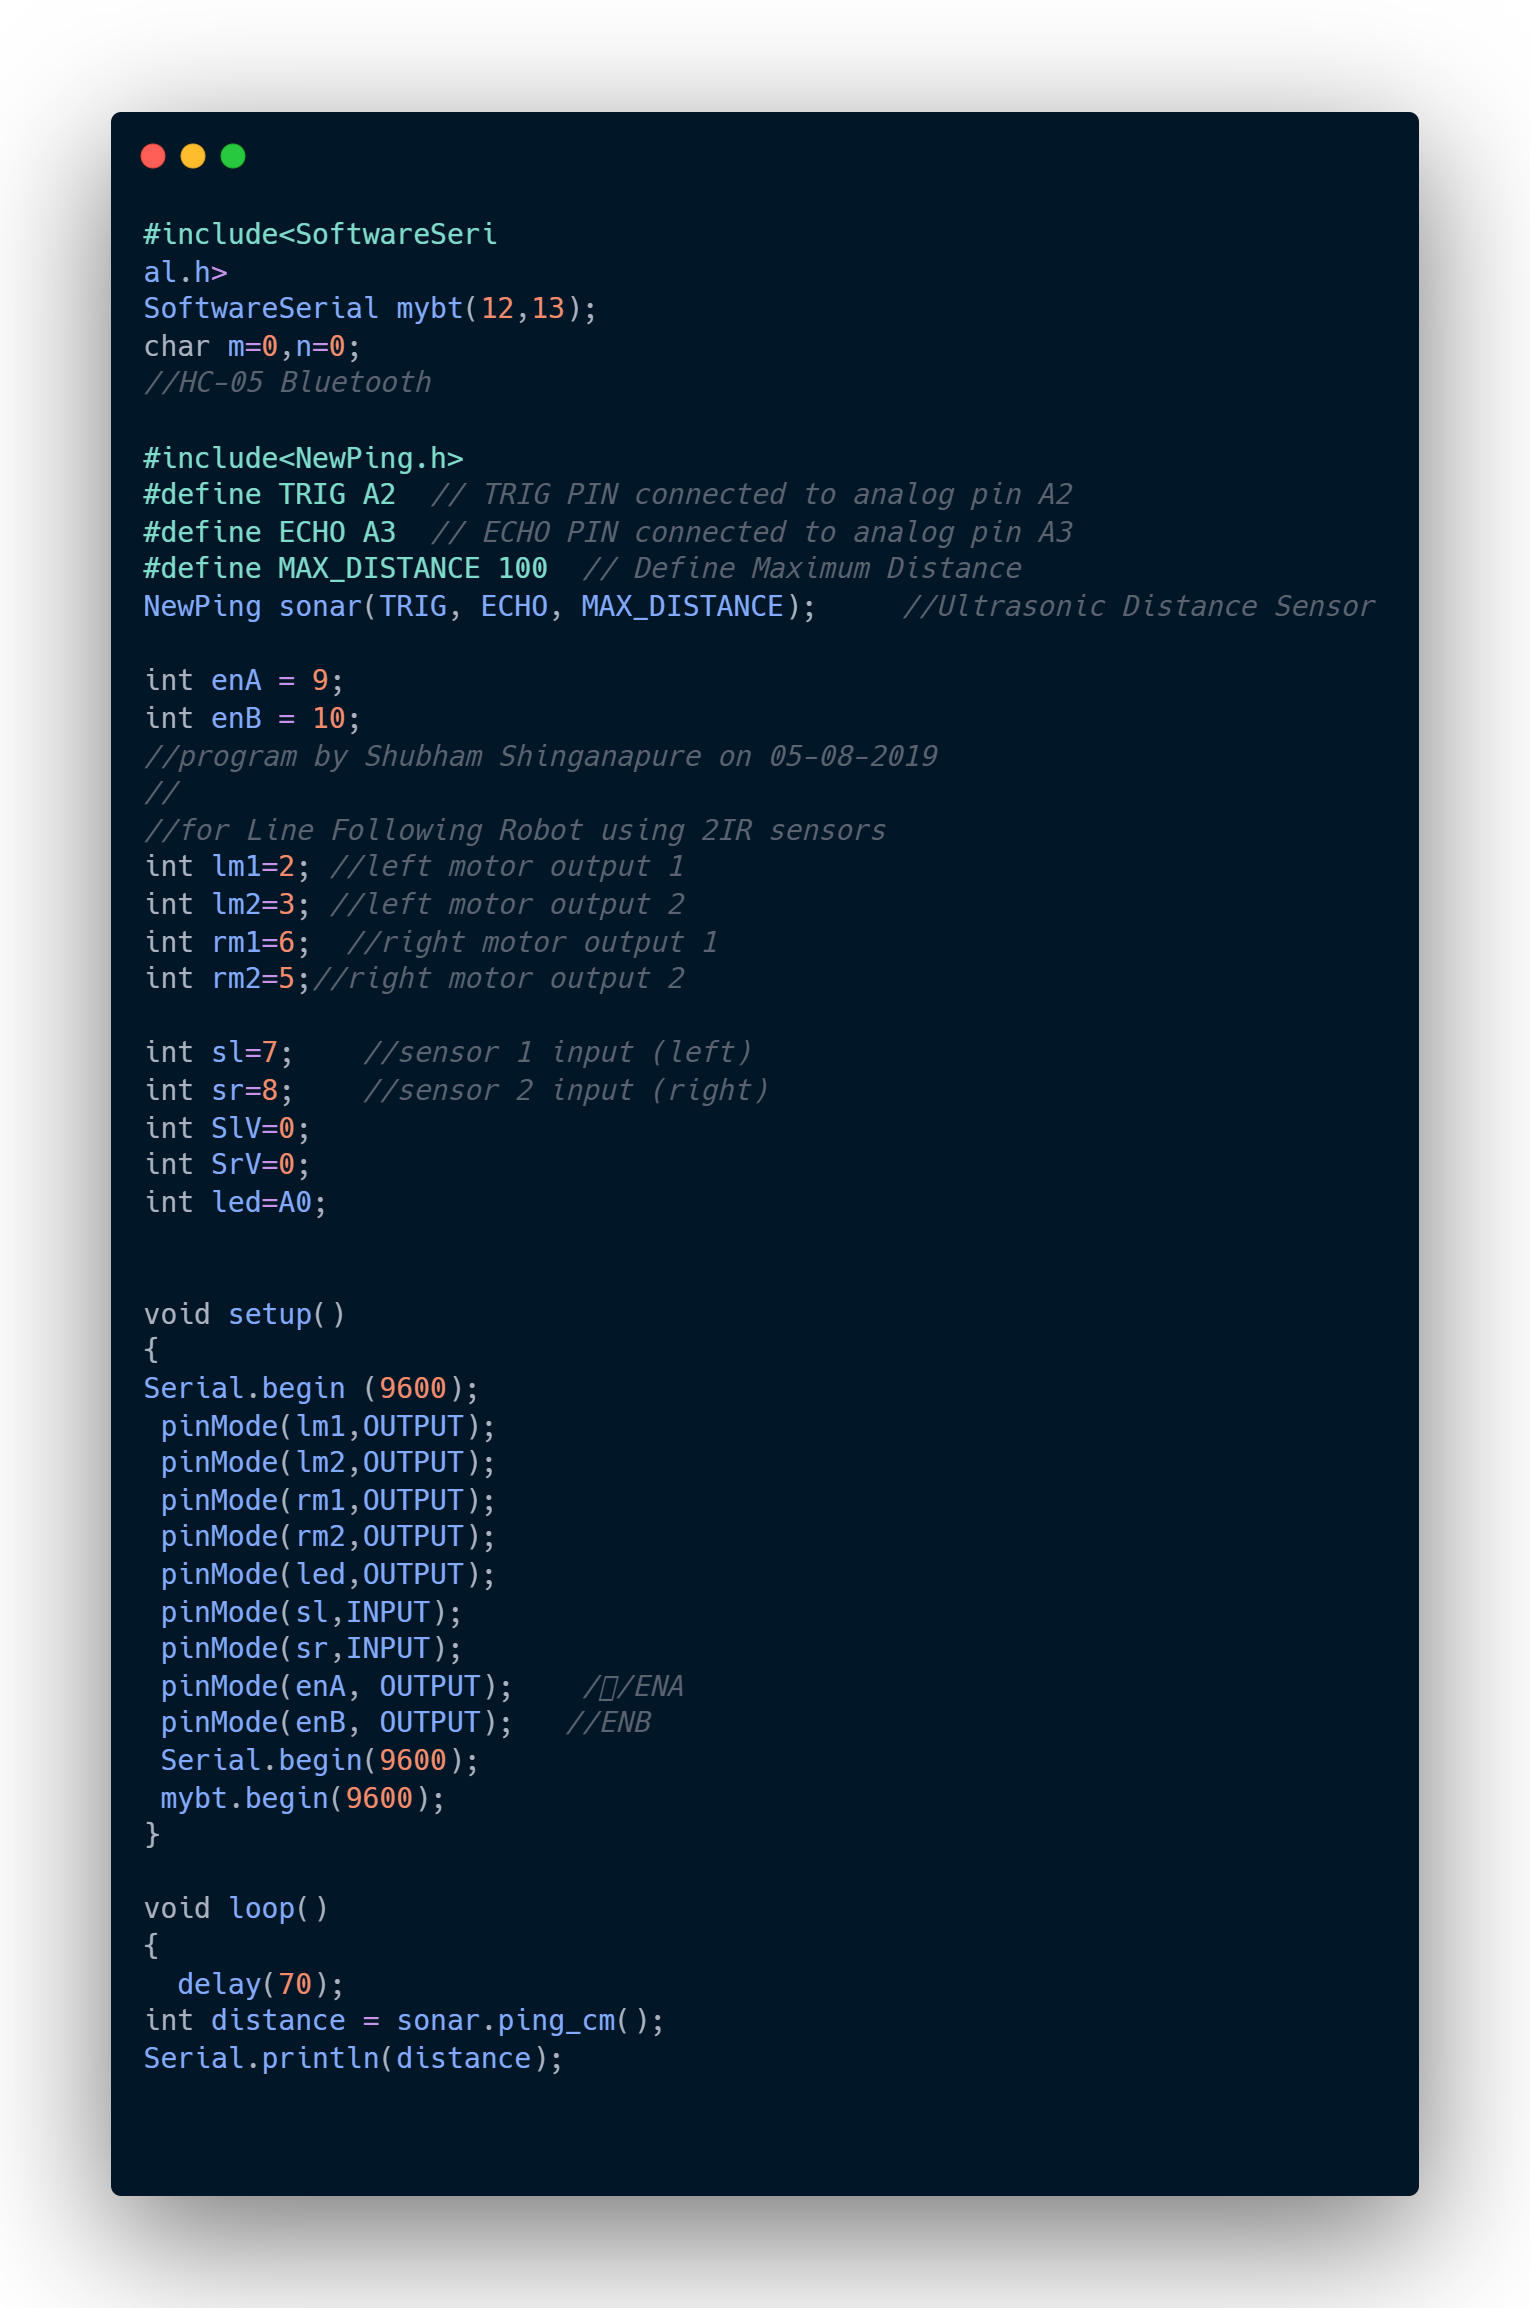 #include<SoftwareSeri
al.h>
SoftwareSerial mybt(12,13);
char m=0,n=0;
//HC-05 Bluetooth
#include<NewPing.h>
#define TRIG A2  // TRIG PIN connected to analog pin A2
#define ECHO A3  // ECHO PIN connected to analog pin A3
#define MAX_DISTANCE 100  // Define Maximum Distance
NewPing sonar(TRIG, ECHO, MAX_DISTANCE);     //Ultrasonic Distance Sensor
int enA = 9;
int enB = 10;
//program by Shubham Shinganapure on 05-08-2019
//
//for Line Following Robot using 2IR sensors
int lm1=2; //left motor output 1
int lm2=3; //left motor output 2
int rm1=6;  //right motor output 1
int rm2=5;//right motor output 2
int sl=7;    //sensor 1 input (left)
int sr=8;    //sensor 2 input (right)
int SlV=0;
int SrV=0;
int led=A0;
void setup()
{
Serial.begin (9600);
 pinMode(lm1,OUTPUT);
 pinMode(lm2,OUTPUT);
 pinMode(rm1,OUTPUT);
 pinMode(rm2,OUTPUT);
 pinMode(led,OUTPUT);
 pinMode(sl,INPUT);
 pinMode(sr,INPUT);
 pinMode(enA, OUTPUT);    /▯/ENA
 pinMode(enB, OUTPUT);   //ENB
 Serial.begin(9600);
 mybt.begin(9600);
}
void loop()
{
  delay(70);
int distance = sonar.ping_cm();
Serial.println(distance);